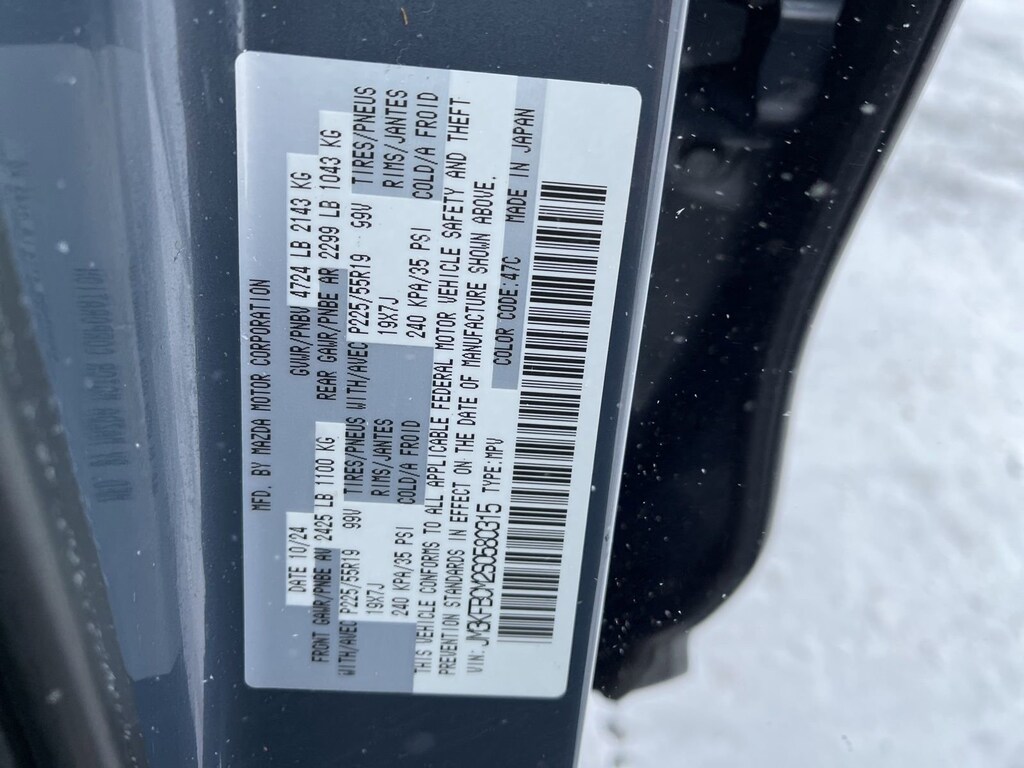 MFD. BY MAZDA MOTOR CORPORATION
DATE 10/24 GVWR/PNBV 4724 LB 2143 KG
FRONT GAWR/PNBE AV 2425 LB 1100 KG REAR GAWR/PNBE AR 2299 LB 1043 KG
WITH/AVEC P225/55R19 99V TIRES/PNEUS WITH/AVEC P225/55R19 99V TIRES/PNEUS
19X7J RIMS/JANTES 19X7J RIMS/JANTES
240 KPA/35 PSI COLD/A FROID 240 KPA/35 PSI COLD/A FROID
THIS VEHICLE CONFORMS TO ALL APPLICABLE FEDERAL MOTOR VEHICLE SAFETY AND THEFT
PREVENTION STANDARDS IN EFFECT ON THE DATE OF MANUFACTURE SHOWN ABOVE.
VIN: JM3KFBCM2S0580315 TYPE:MPV COLOR CODE:47C MADE IN JAPAN